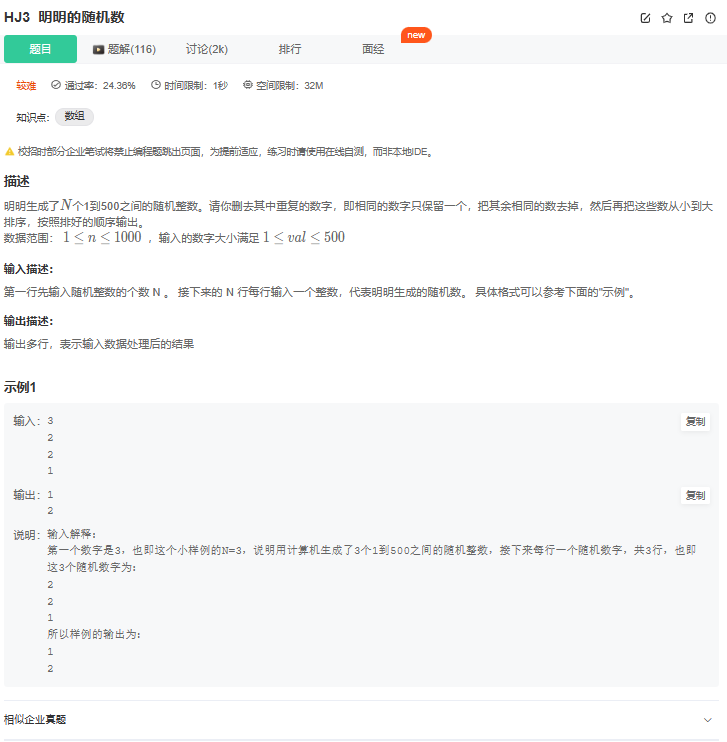 HJ3 明明的随机数
题目
题解(116)
讨论(2k)
排行
面经
new
较难 通过率：24.36% 时间限制：1秒 空间限制：32M
知识点： 数组
校招时部分企业笔试将禁止编程题跳出页面，为提前适应，练习时请使用在线自测，而非本地IDE。
描述
明明生成了N个1到500之间的随机整数。请你删去其中重复的数字，即相同的数字只保留一个，把其余相同的数去掉，然后再把这些数从小到大
排序，按照排好的顺序输出。
数据范围： 1 ≤ n ≤ 1000 ，输入的数字大小满足 1 ≤ val ≤ 500
输入描述：
第一行先输入随机整数的个数 N 。 接下来的 N 行每行输入一个整数，代表明明生成的随机数。 具体格式可以参考下面的"示例"。
输出描述：
输出多行，表示输入数据处理后的结果
示例1
输入： 3 复制
2
2
1
输出： 1 复制
2
说明： 输入解释：
第一个数字是3，也即这个小样例的N=3，说明用计算机生成了3个1到500之间的随机整数，接下来每行一个随机数字，共3行，也即
这3个随机数字为：
2
2
1
所以样例的输出为：
1
2
相似企业真题